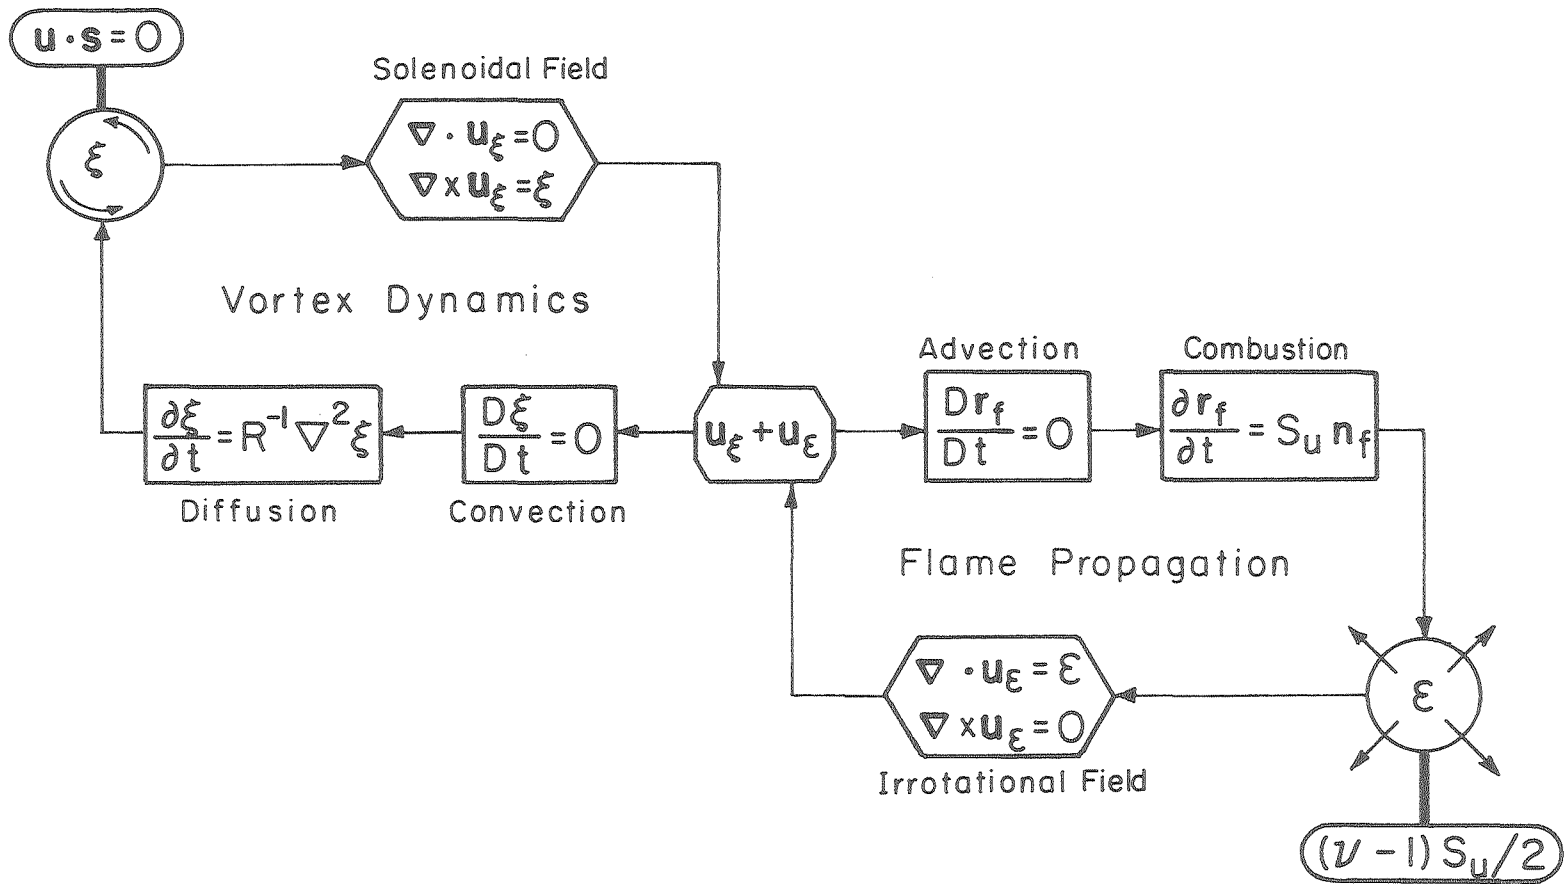 u · s = 0
Solenoidal Field
∇ · u_ξ = 0
∇ × u_ξ = ξ
ξ
Vortex Dynamics
∂ξ/∂t = R⁻¹ ∇² ξ
Diffusion
Dξ/Dt = 0
Convection
u_ξ + u_ε
Advection
Dr_f/Dt = 0
Combustion
∂r_f/∂t = S_u n_f
Flame Propagation
∇ · u_ε = ε
∇ × u_ε = 0
Irrotational Field
ε
(ν − 1) S_u/2